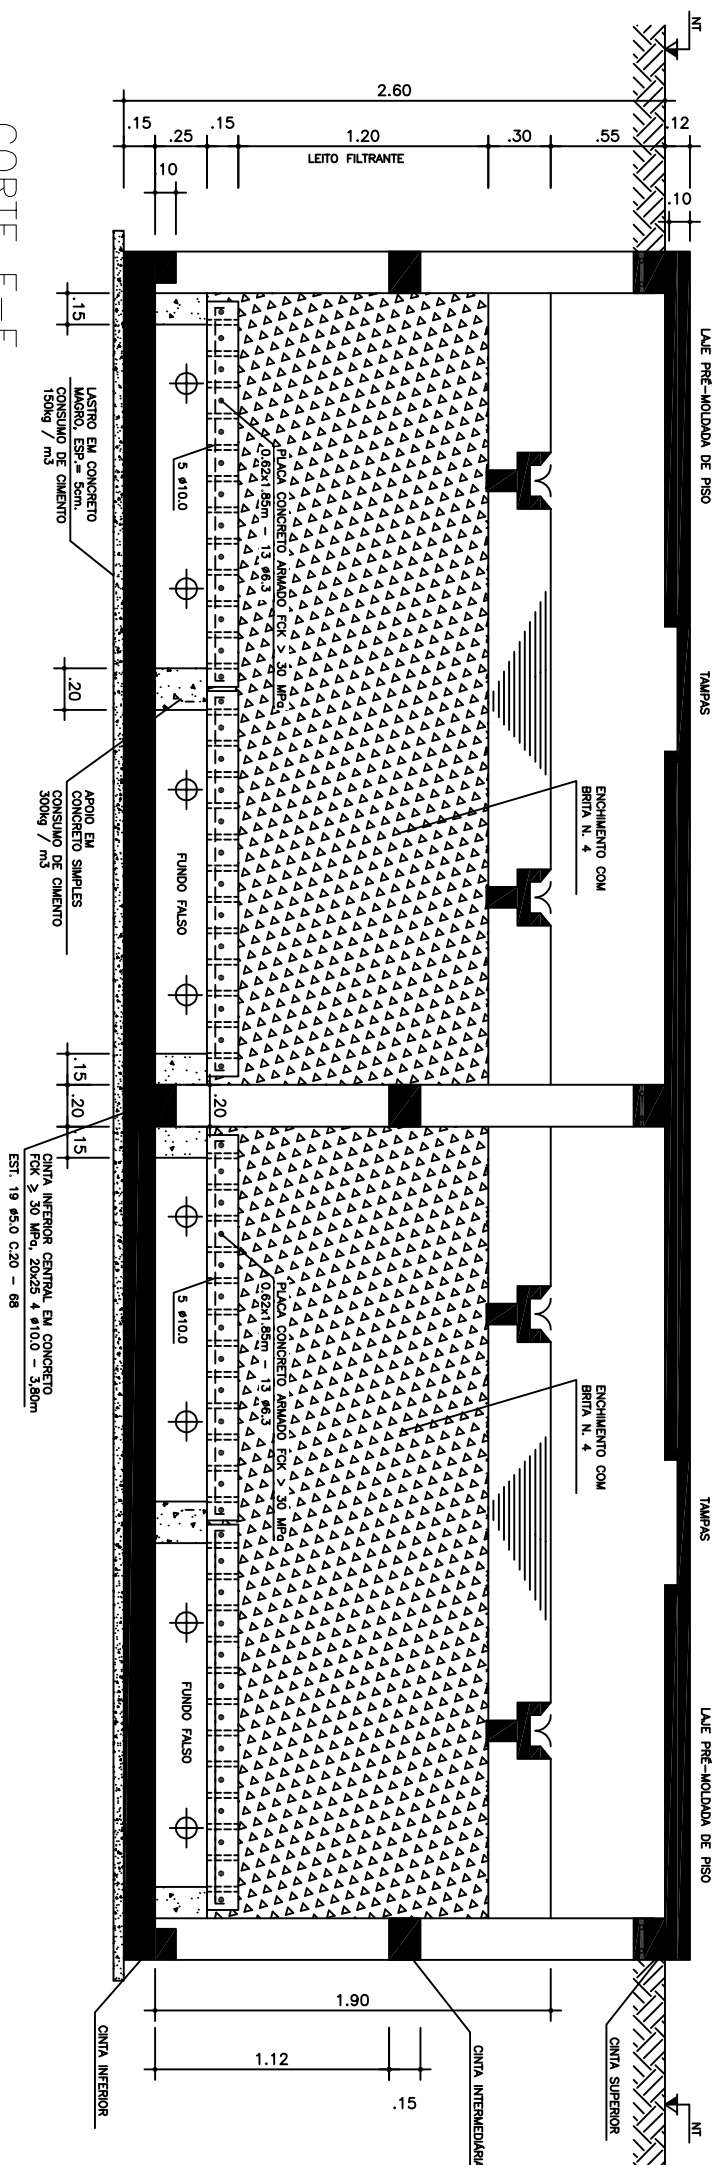 NT
2.60
.15
.25
.15
1.20
.30
.55
.12
LEITO FILTRANTE
.10
.10
LAJE PRÉ-MOLDADA DE PISO
TAMPAS
TAMPAS
LAJE PRÉ-MOLDADA DE PISO
NT
PLACA CONCRETO ARMADO FCK > 30 MPa
0.62x1.85m - 13 ø6.3
5 ø10.0
ENCHIMENTO COM
BRITA N. 4
FUNDO FALSO
PLACA CONCRETO ARMADO FCK > 30 MPa
0.62x1.85m - 13 ø6.3
5 ø10.0
ENCHIMENTO COM
BRITA N. 4
FUNDO FALSO
.20
.15
.20
.15
.20
.15
LASTRO EM CONCRETO
MAGRO, ESP.= 5cm.
CONSUMO DE CIMENTO
150kg / m3
APOIO EM
CONCRETO SIMPLES
CONSUMO DE CIMENTO
300kg / m3
CINTA INFERIOR CENTRAL EM CONCRETO
FCK ≥ 30 MPa, 20x25 4 ø10.0 - 3,80m
EST. 19 ø5.0 C.20 - 68
1.90
1.12
.15
CINTA INFERIOR
CINTA INTERMEDIÁRIA
CINTA SUPERIOR
CORTE